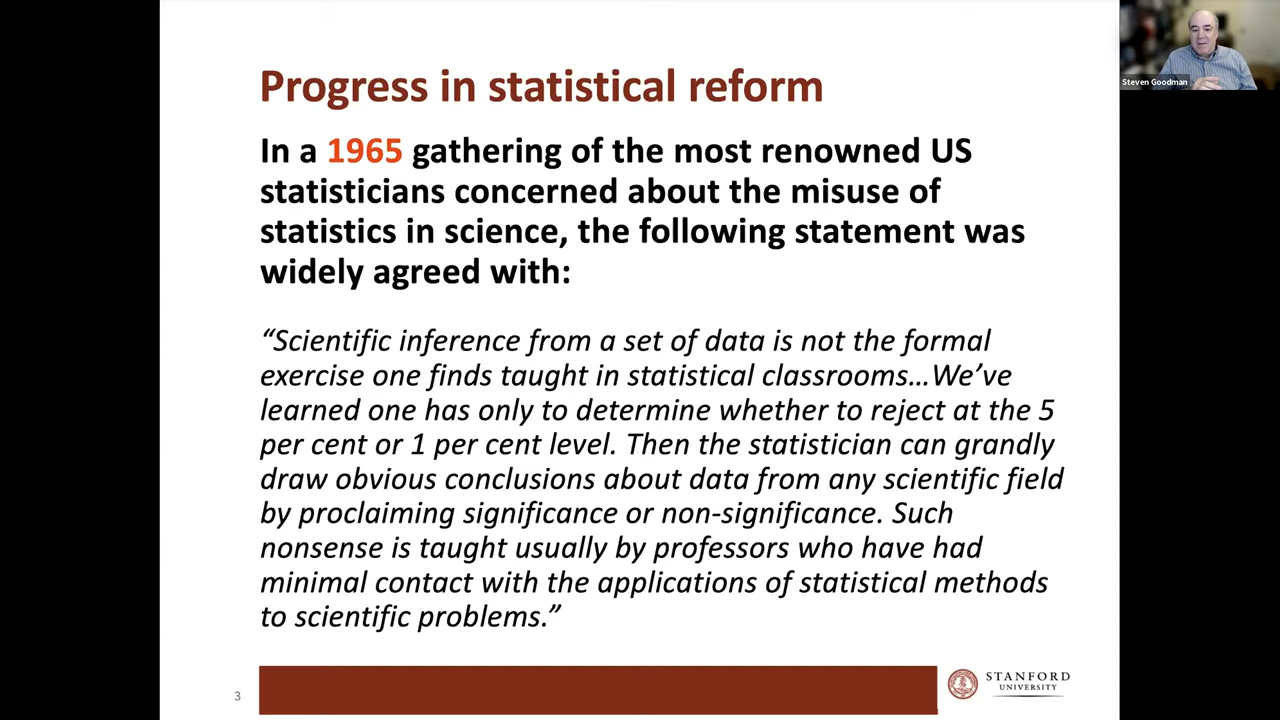 Progress in statistical reform
In a 1965 gathering of the most renowned US
statisticians concerned about the misuse of
statistics in science, the following statement was
widely agreed with:
“Scientific inference from a set of data is not the formal
exercise one finds taught in statistical classrooms…We’ve
learned one has only to determine whether to reject at the 5
per cent or 1 per cent level. Then the statistician can grandly
draw obvious conclusions about data from any scientific field
by proclaiming significance or non-significance. Such
nonsense is taught usually by professors who have had
minimal contact with the applications of statistical methods
to scientific problems.”
3
STANFORD
UNIVERSITY
Steven Goodman